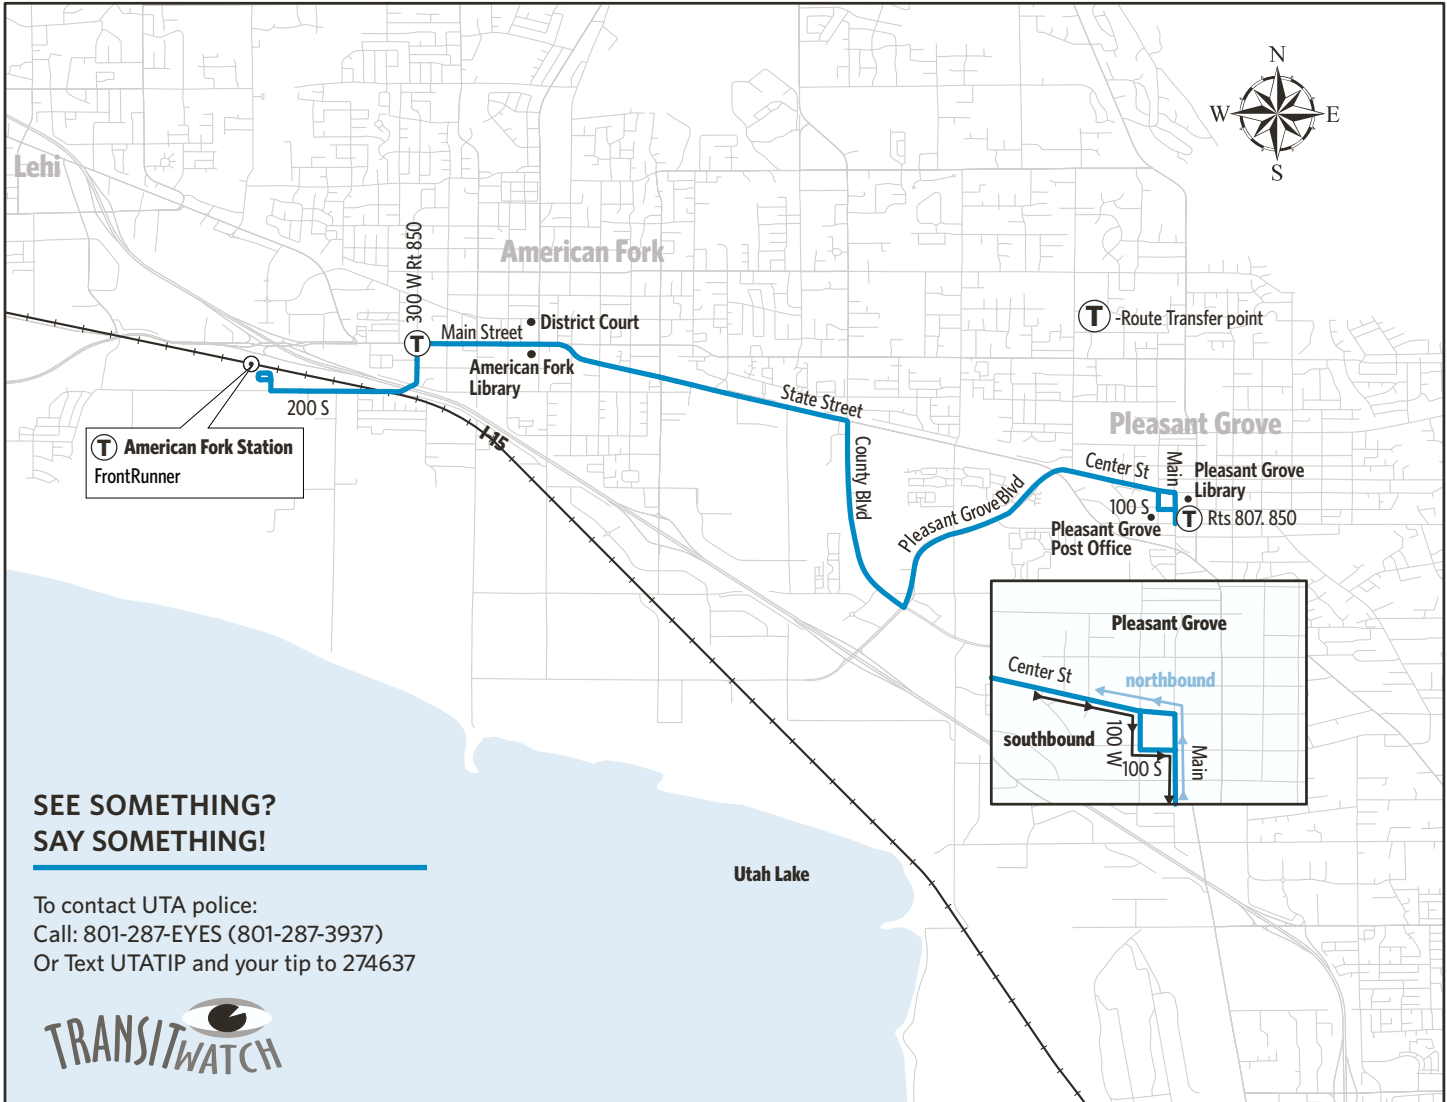 N
W
E
S
Lehi
American Fork
300 W Rt 850
Main Street
District Court
American Fork
Library
T
T -Route Transfer point
200 S
T American Fork Station
FrontRunner
I-15
State Street
County Blvd
Pleasant Grove
Pleasant Grove Blvd
Center St
Main
Pleasant Grove
Library
100 S
T Rts 807. 850
Pleasant Grove
Post Office
Pleasant Grove
Center St
northbound
southbound
100 W
100 S
Main
Utah Lake
SEE SOMETHING?
SAY SOMETHING!
To contact UTA police:
Call: 801-287-EYES (801-287-3937)
Or Text UTATIP and your tip to 274637
TRANSITWATCH